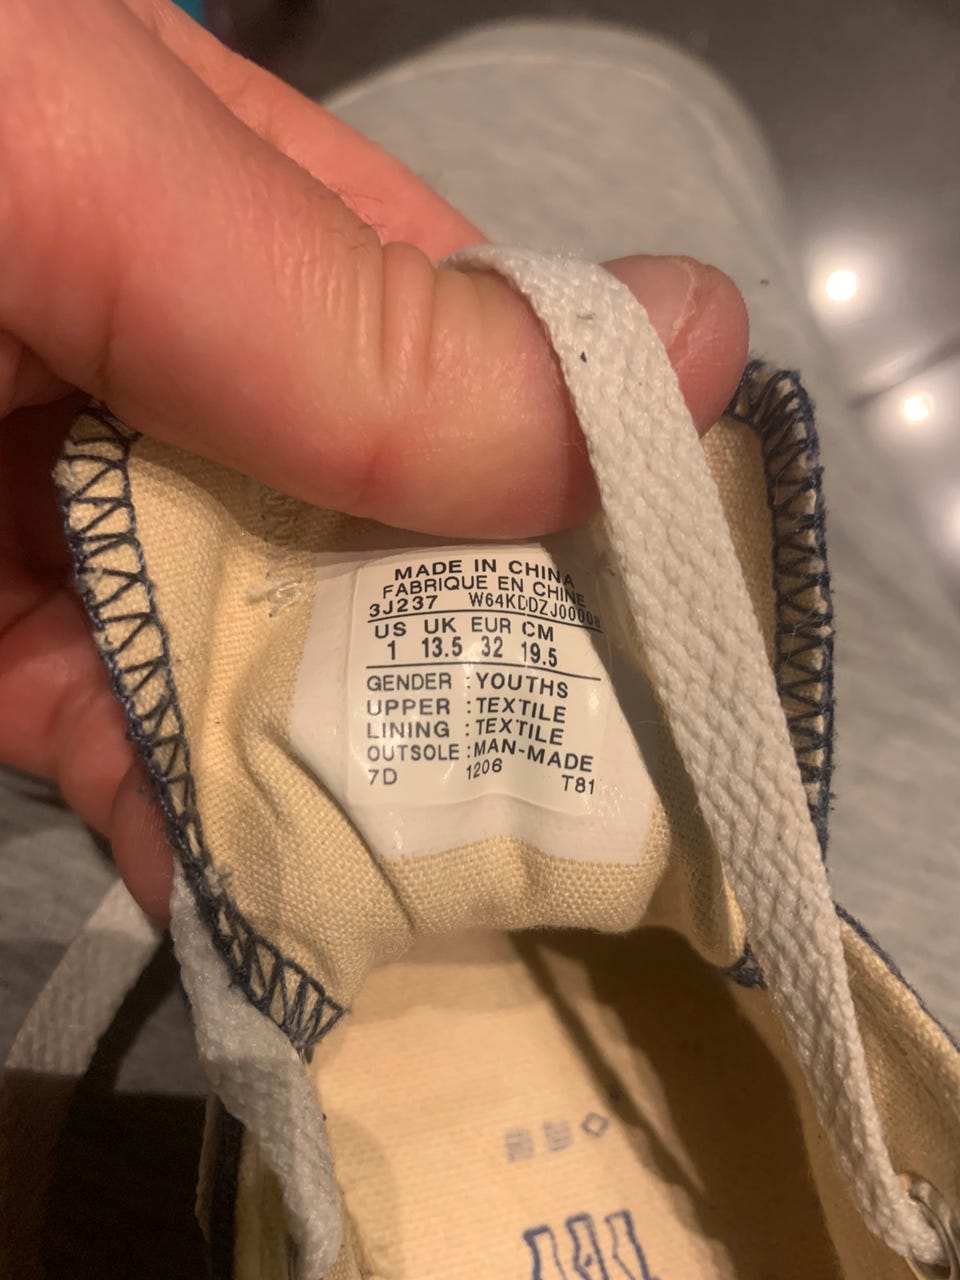 MADE IN CHINA
FABRIQUE EN CHINE
3J237 W64KDDZJ00008
US UK EUR CM
1 13.5 32 19.5
GENDER : YOUTHS
UPPER : TEXTILE
LINING : TEXTILE
OUTSOLE : MAN-MADE
7D 1206 T81